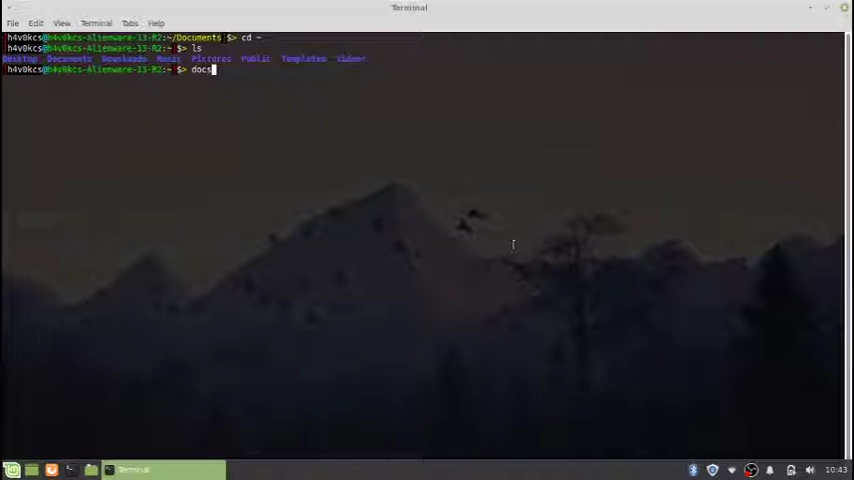 Terminal
File Edit View Terminal Tabs Help
h4v0kcs@h4v0kcs-Alienware-13-R2:~/Documents $> cd ~
h4v0kcs@h4v0kcs-Alienware-13-R2:~ $> ls
Desktop Documents Downloads Music Pictures Public Templates Videos
h4v0kcs@h4v0kcs-Alienware-13-R2:~ $> docs
Terminal 10:43